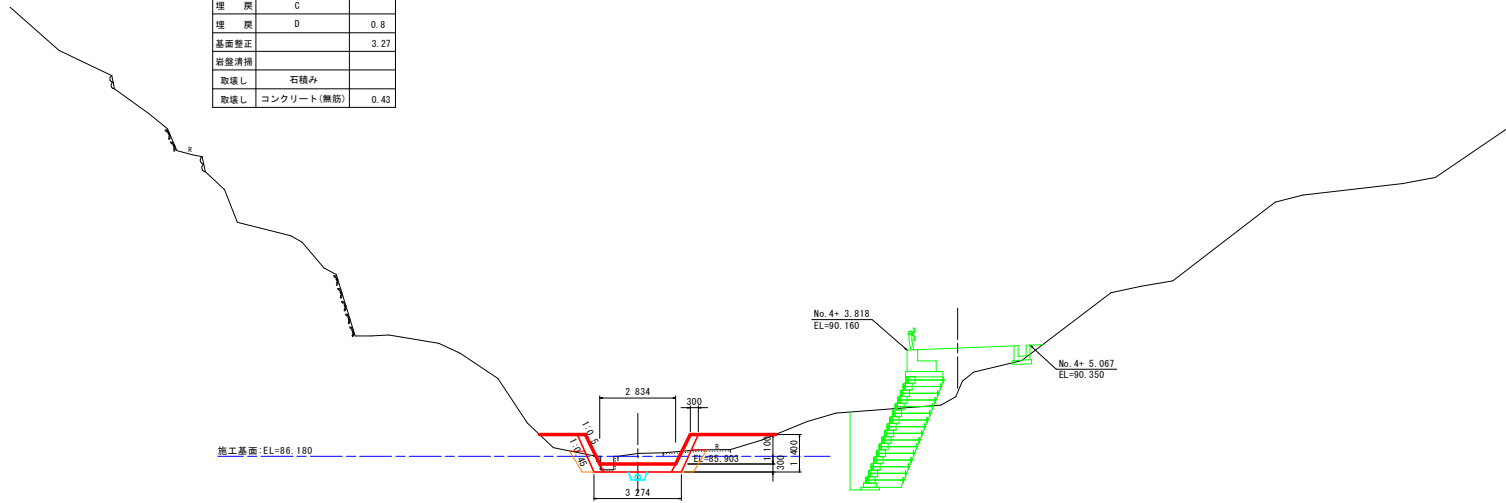 埋 戻 C
埋 戻 D 0.8
基面整正 3.27
岩盤清掃
取壊し 石積み
取壊し コンクリート(無筋) 0.43
R
No.4+ 3.818
EL=90.160
No.4+ 5.067
EL=90.350
2 834
300
1:0.5
1:0.45
R
EL=85.903
1 100
300
1 400
施工基面:EL=86.180
3 274